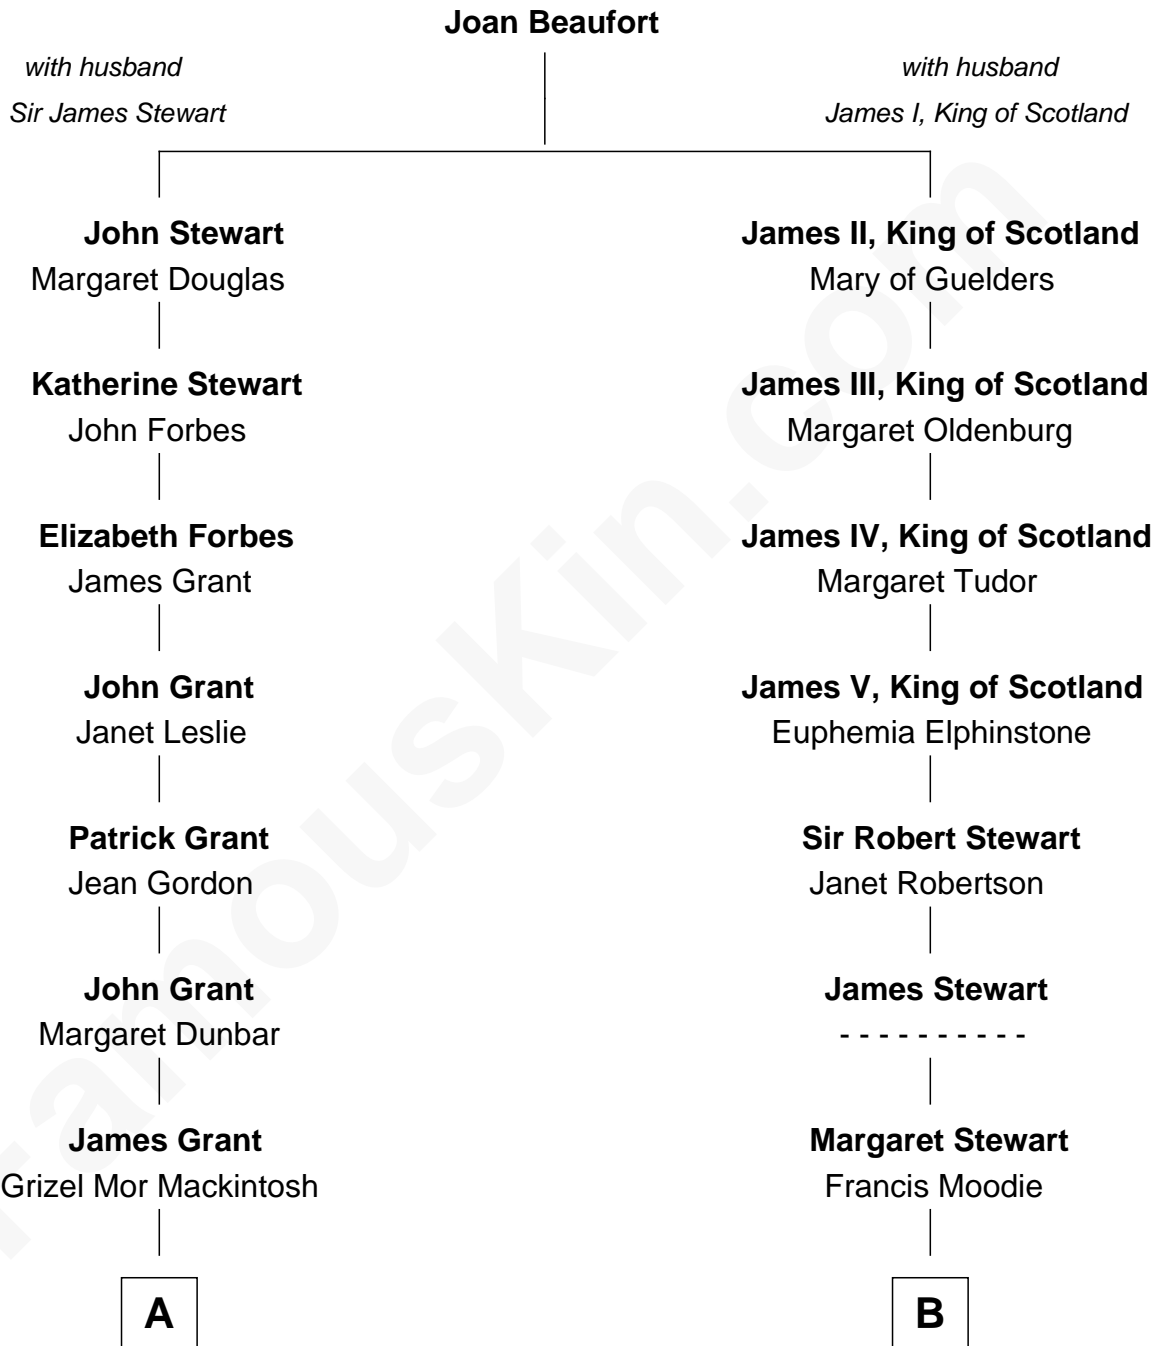 Joan Beaufort
with husband
Sir James Stewart
with husband
James I, King of Scotland
John Stewart
Margaret Douglas
James II, King of Scotland
Mary of Guelders
Katherine Stewart
John Forbes
James III, King of Scotland
Margaret Oldenburg
Elizabeth Forbes
James Grant
James IV, King of Scotland
Margaret Tudor
John Grant
Janet Leslie
James V, King of Scotland
Euphemia Elphinstone
Patrick Grant
Jean Gordon
Sir Robert Stewart
Janet Robertson
John Grant
Margaret Dunbar
James Stewart
- - - - - - - - - -
James Grant
Grizel Mor Mackintosh
Margaret Stewart
Francis Moodie
A
B
FamousKin.com